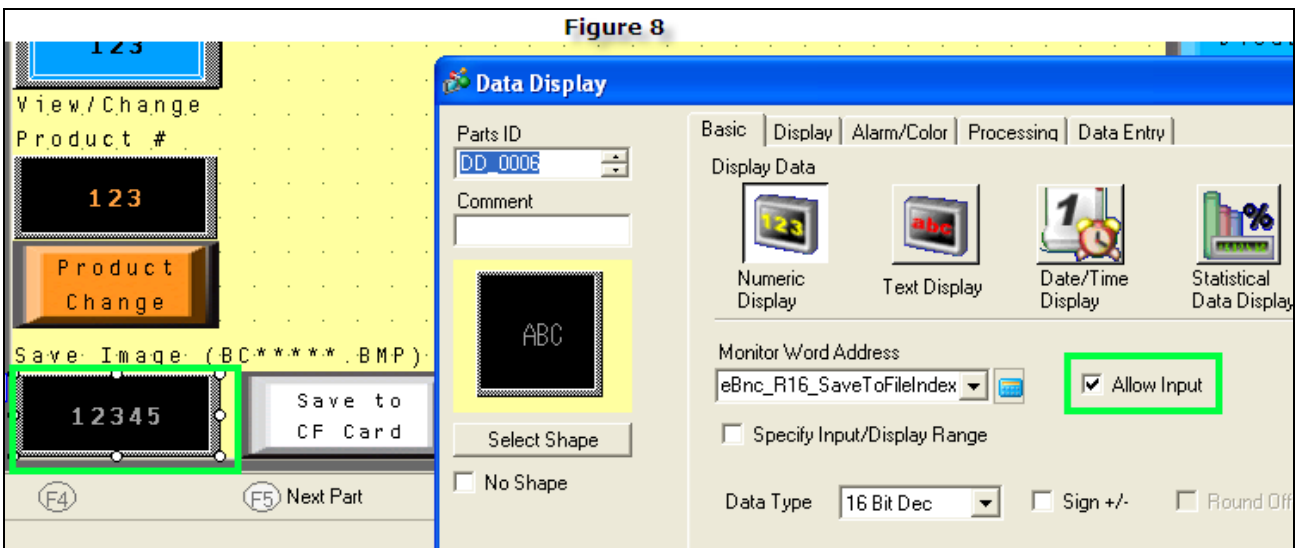 Figure 8
123
View/Change
Product #
123
Product
Change
Save Image (BC*****.BMP)
12345
Save to
CF Card
F4
F5 Next Part
Data Display
Parts ID
DD_0006
Comment
ABC
Select Shape
No Shape
Basic Display Alarm/Color Processing Data Entry
Display Data
123
abc
1
%
Numeric
Display
Text Display
Date/Time
Display
Statistical
Data Display
Monitor Word Address
eBnc_R16_SaveToFileIndex
Allow Input
Specify Input/Display Range
Data Type 16 Bit Dec Sign +/- Round Off